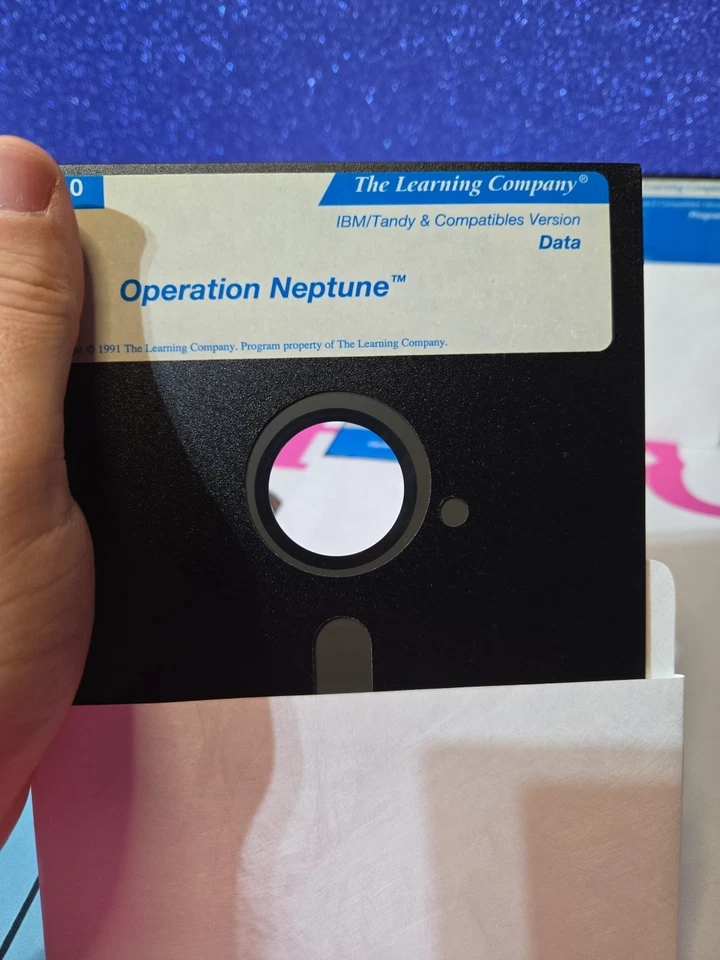 0
The Learning Company®
IBM/Tandy & Compatibles Version
Data
Operation Neptune™
© 1991 The Learning Company. Program property of The Learning Company.